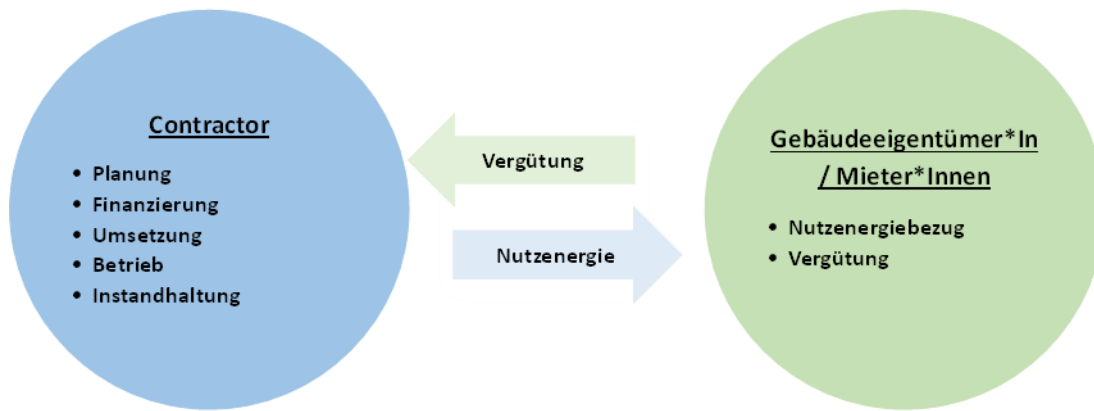 Contractor
• Planung
• Finanzierung
• Umsetzung
• Betrieb
• Instandhaltung
Vergütung
Nutzenergie
Gebäudeeigentümer*In
/ Mieter*Innen
• Nutzenergiebezug
• Vergütung